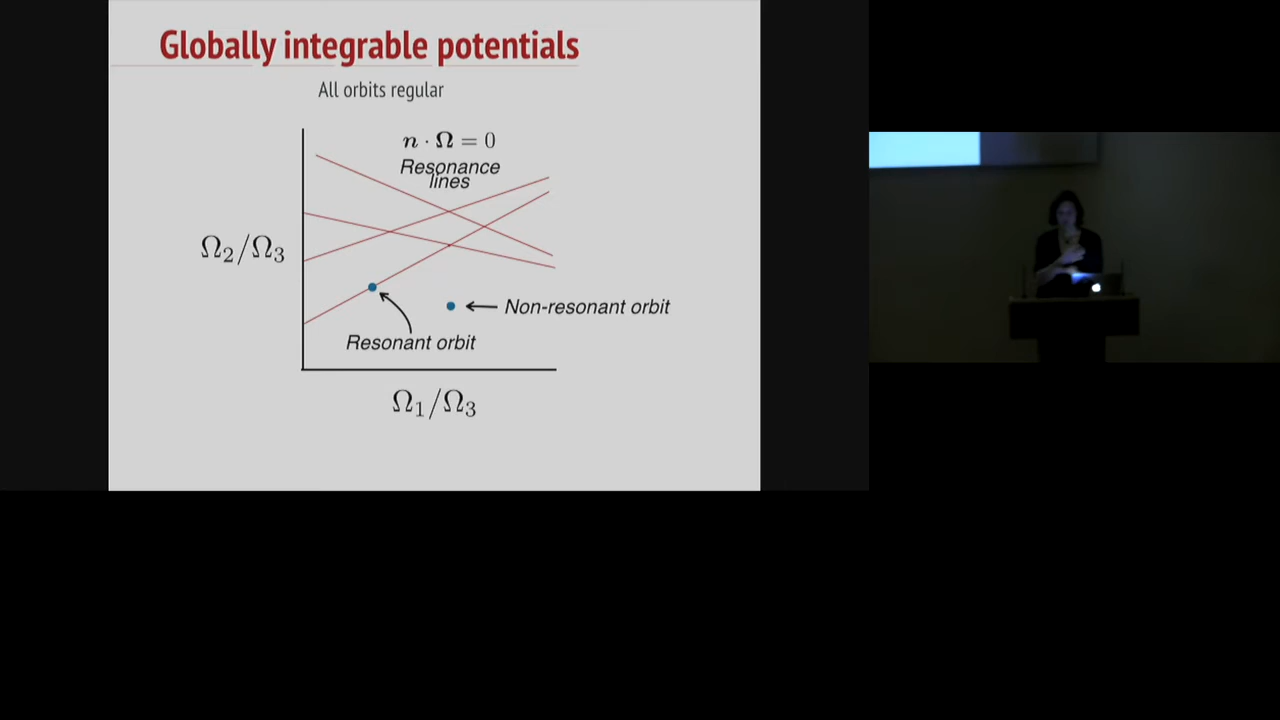 Globally integrable potentials
All orbits regular
n · Ω = 0
Resonance
lines
Ω₂/Ω₃
Non-resonant orbit
Resonant orbit
Ω₁/Ω₃